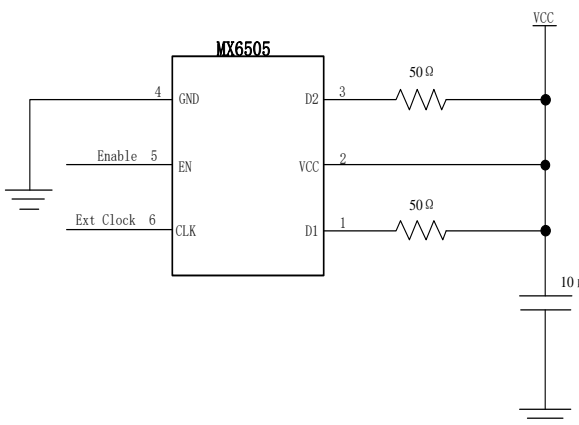 VCC
MX6505
50Ω
4 GND D2 3
Enable 5 EN VCC 2
50Ω
Ext Clock 6 CLK D1 1
10